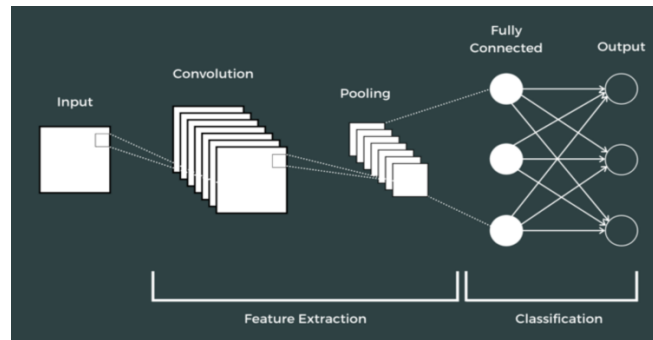 Input
Convolution
Pooling
Fully
Connected
Output
Feature Extraction
Classification